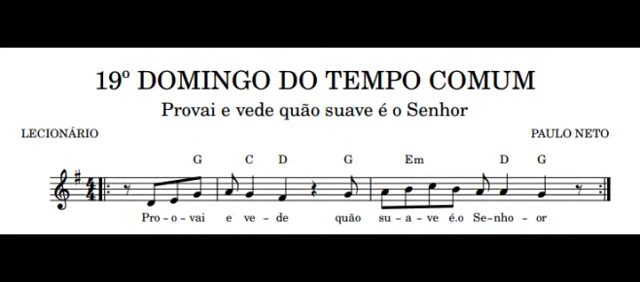 19º DOMINGO DO TEMPO COMUM
Provai e vede quão suave é o Senhor
LECIONÁRIO PAULO NETO
G C D G Em D G
Pro-o-vai e ve-de quão su-a-ve é.o Se-nho-or